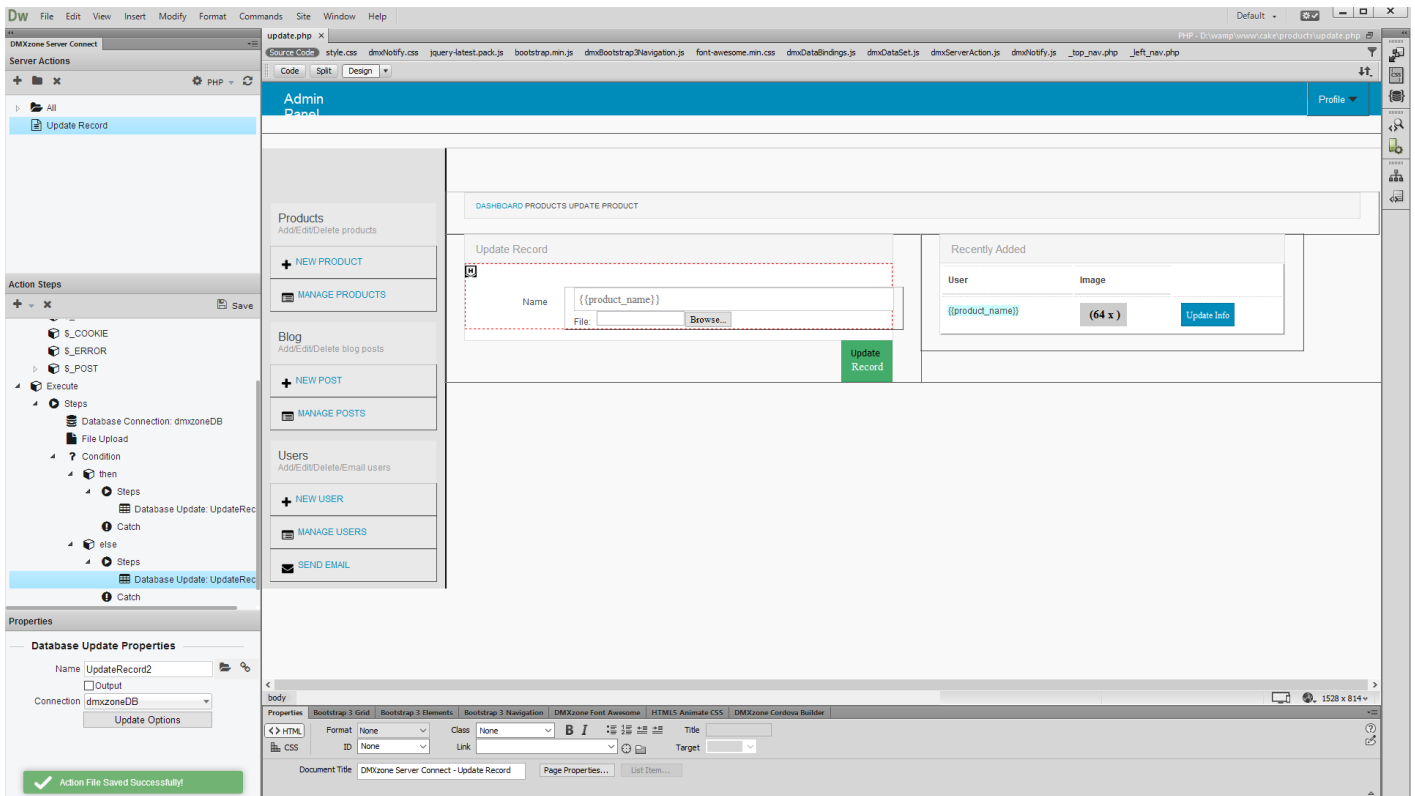 DW File Edit View Insert Modify Format Commands Site Window Help Default
DMXzone Server Connect
Server Actions
PHP
All
Update Record
Action Steps
Save
$_COOKIE
$_ERROR
$_POST
Execute
Steps
Database Connection: dmxzoneDB
File Upload
? Condition
then
Steps
Database Update: UpdateRec
Catch
else
Steps
Database Update: UpdateRec
Catch
Properties
Database Update Properties
Name UpdateRecord2
Output
Connection dmxzoneDB
Update Options
Action File Saved Successfully!
update.php x PHP - D:\wamp\www\cake\products\update.php
Source Code style.css dmxNotify.css jquery-latest.pack.js bootstrap.min.js dmxBootstrap3Navigation.js font-awesome.min.css dmxDataBindings.js dmxDataSet.js dmxServerAction.js dmxNotify.js _top_nav.php _left_nav.php
Code Split Design
Admin
Panel
Profile
Products
Add/Edit/Delete products
NEW PRODUCT
MANAGE PRODUCTS
Blog
Add/Edit/Delete blog posts
NEW POST
MANAGE POSTS
Users
Add/Edit/Delete/Email users
NEW USER
MANAGE USERS
SEND EMAIL
DASHBOARD PRODUCTS UPDATE PRODUCT
Update Record
H
Name {{product_name}}
File: Browse...
Update
Record
Recently Added
User Image
{{product_name}} (64 x ) Update Info
body 1528 x 814
Properties Bootstrap 3 Grid Bootstrap 3 Elements Bootstrap 3 Navigation DMXzone Font Awesome HTML5 Animate CSS DMXzone Cordova Builder
<> HTML Format None Class None B I Title
CSS ID None Link Target
Document Title DMXzone Server Connect - Update Record Page Properties... List Item...